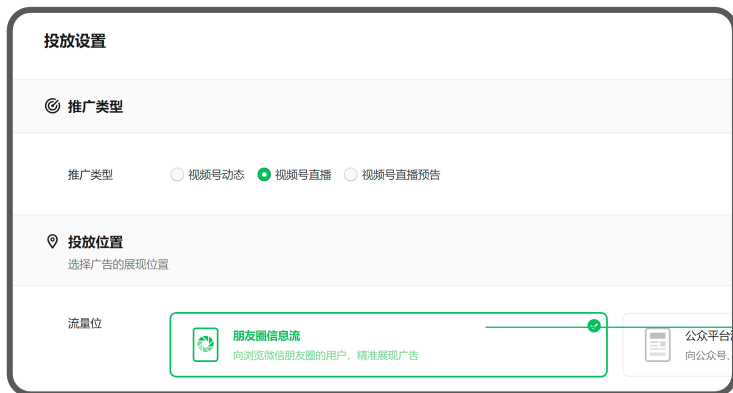 投放设置
推广类型
推广类型 视频号动态 视频号直播 视频号直播预告
投放位置
选择广告的展现位置
流量位
朋友圈信息流
向浏览微信朋友圈的用户，精准展现广告
公众平台
向公众号、